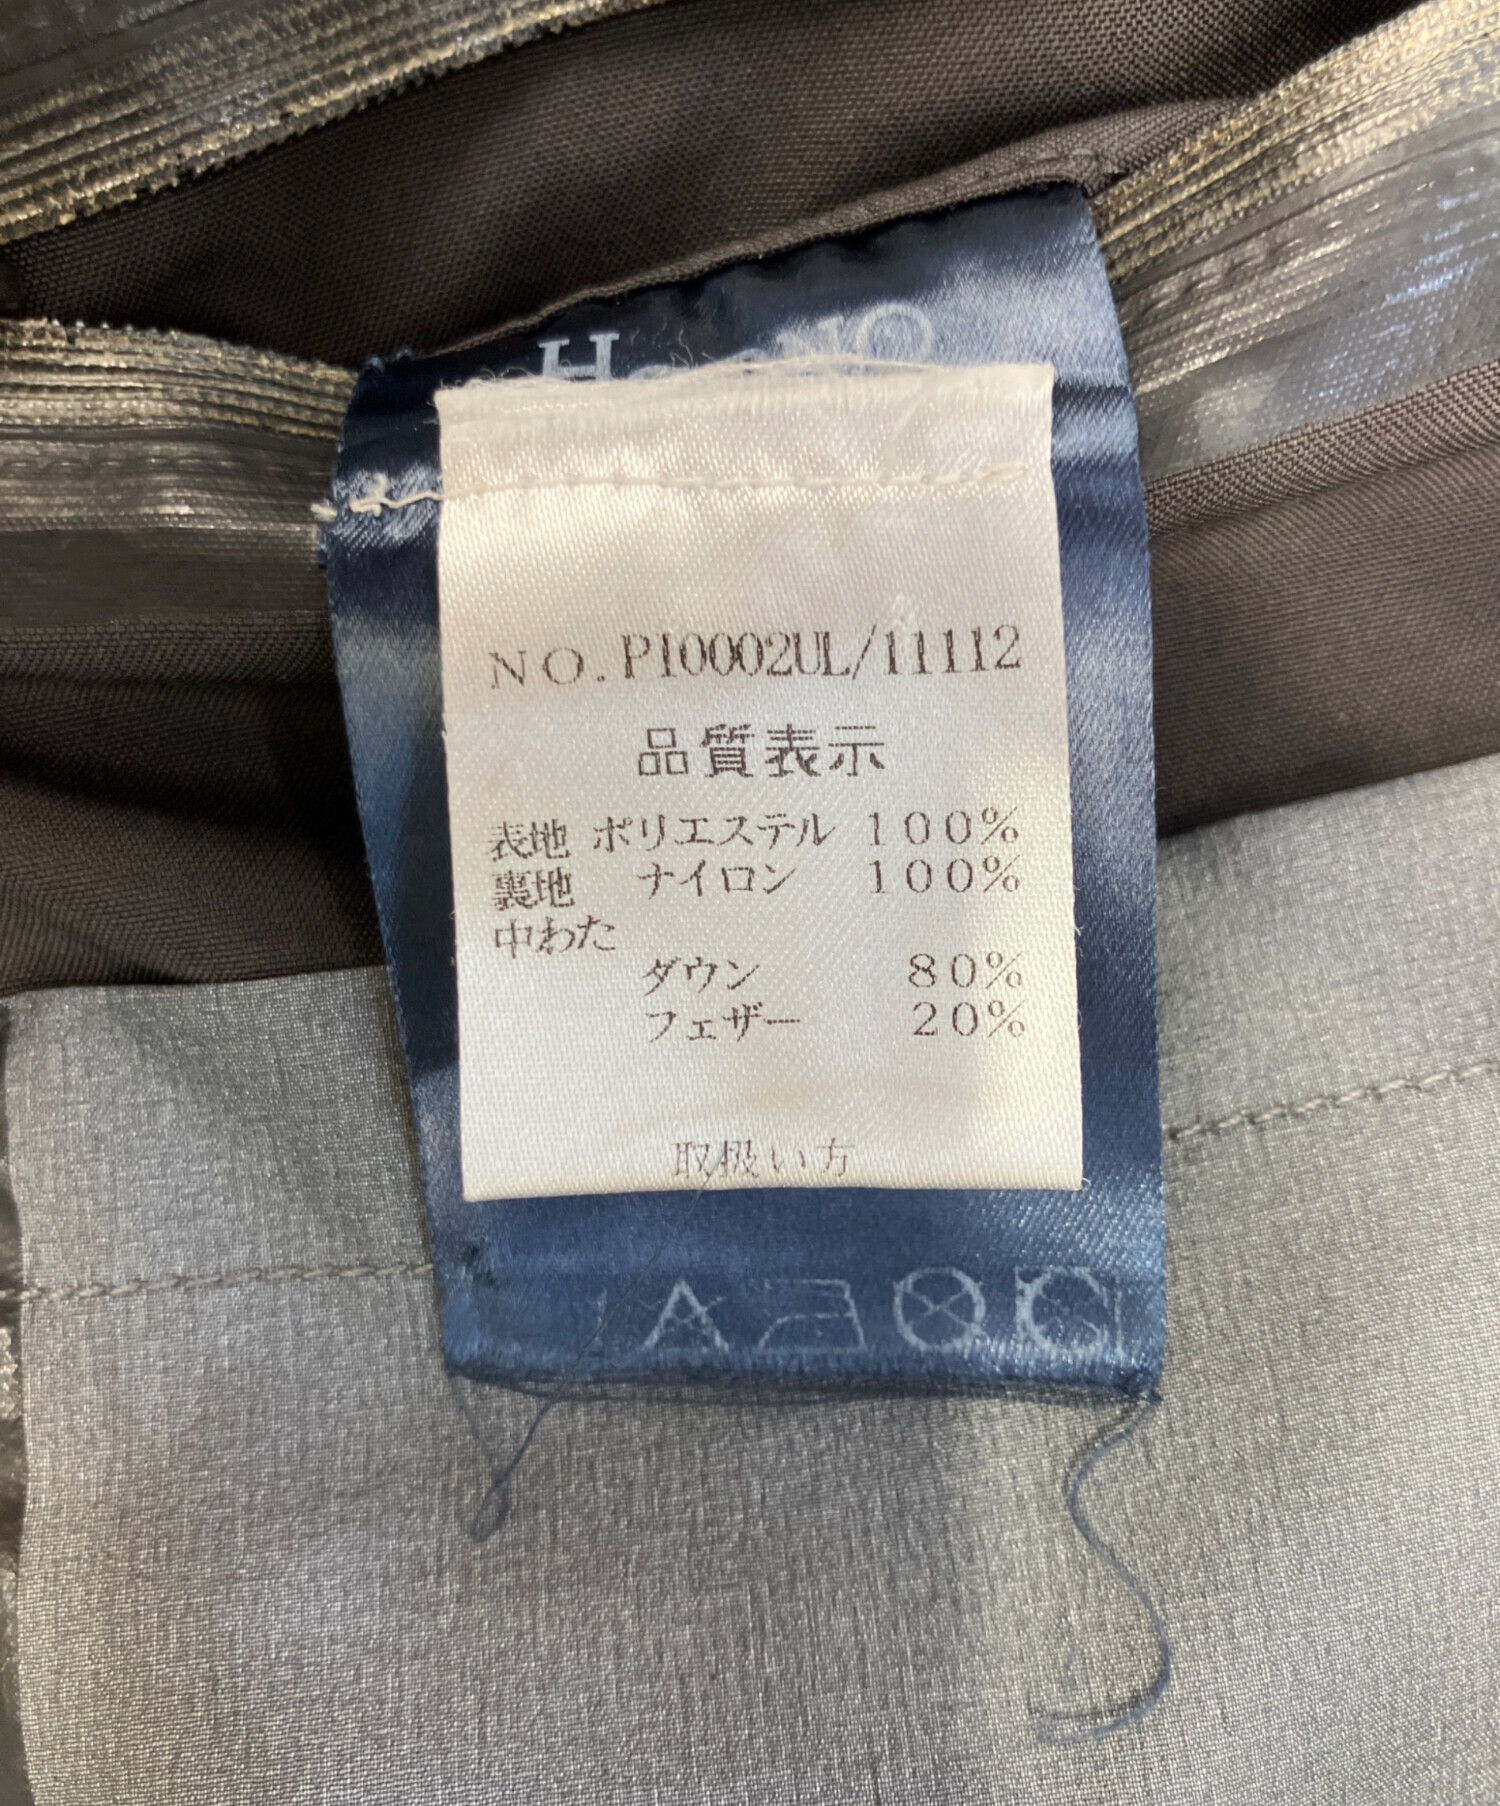 NO.PI0002UL/11112
品質表示
表地 ポリエステル 100%
裏地 ナイロン 100%
中わた
ダウン 80%
フェザー 20%
取扱い方